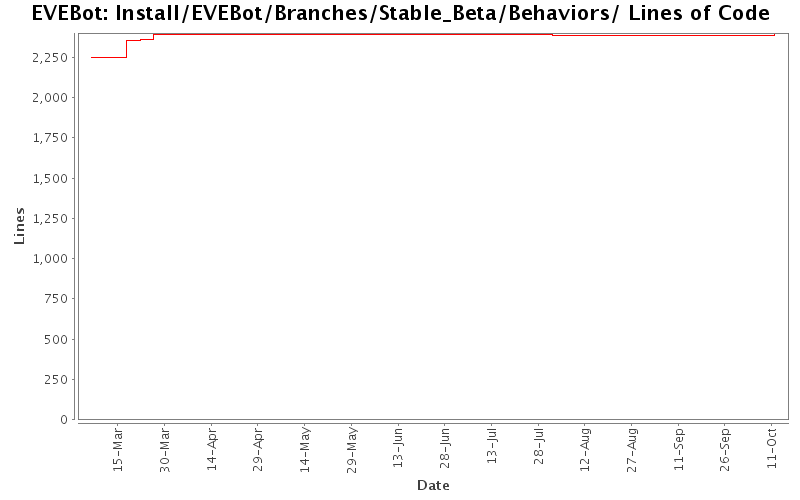 EVEBot: Install/EVEBot/Branches/Stable_Beta/Behaviors/ Lines of Code
Lines
2,250
2,000
1,750
1,500
1,250
1,000
750
500
250
0
15-Mar
30-Mar
14-Apr
29-Apr
14-May
29-May
13-Jun
28-Jun
13-Jul
28-Jul
12-Aug
27-Aug
11-Sep
26-Sep
11-Oct
Date